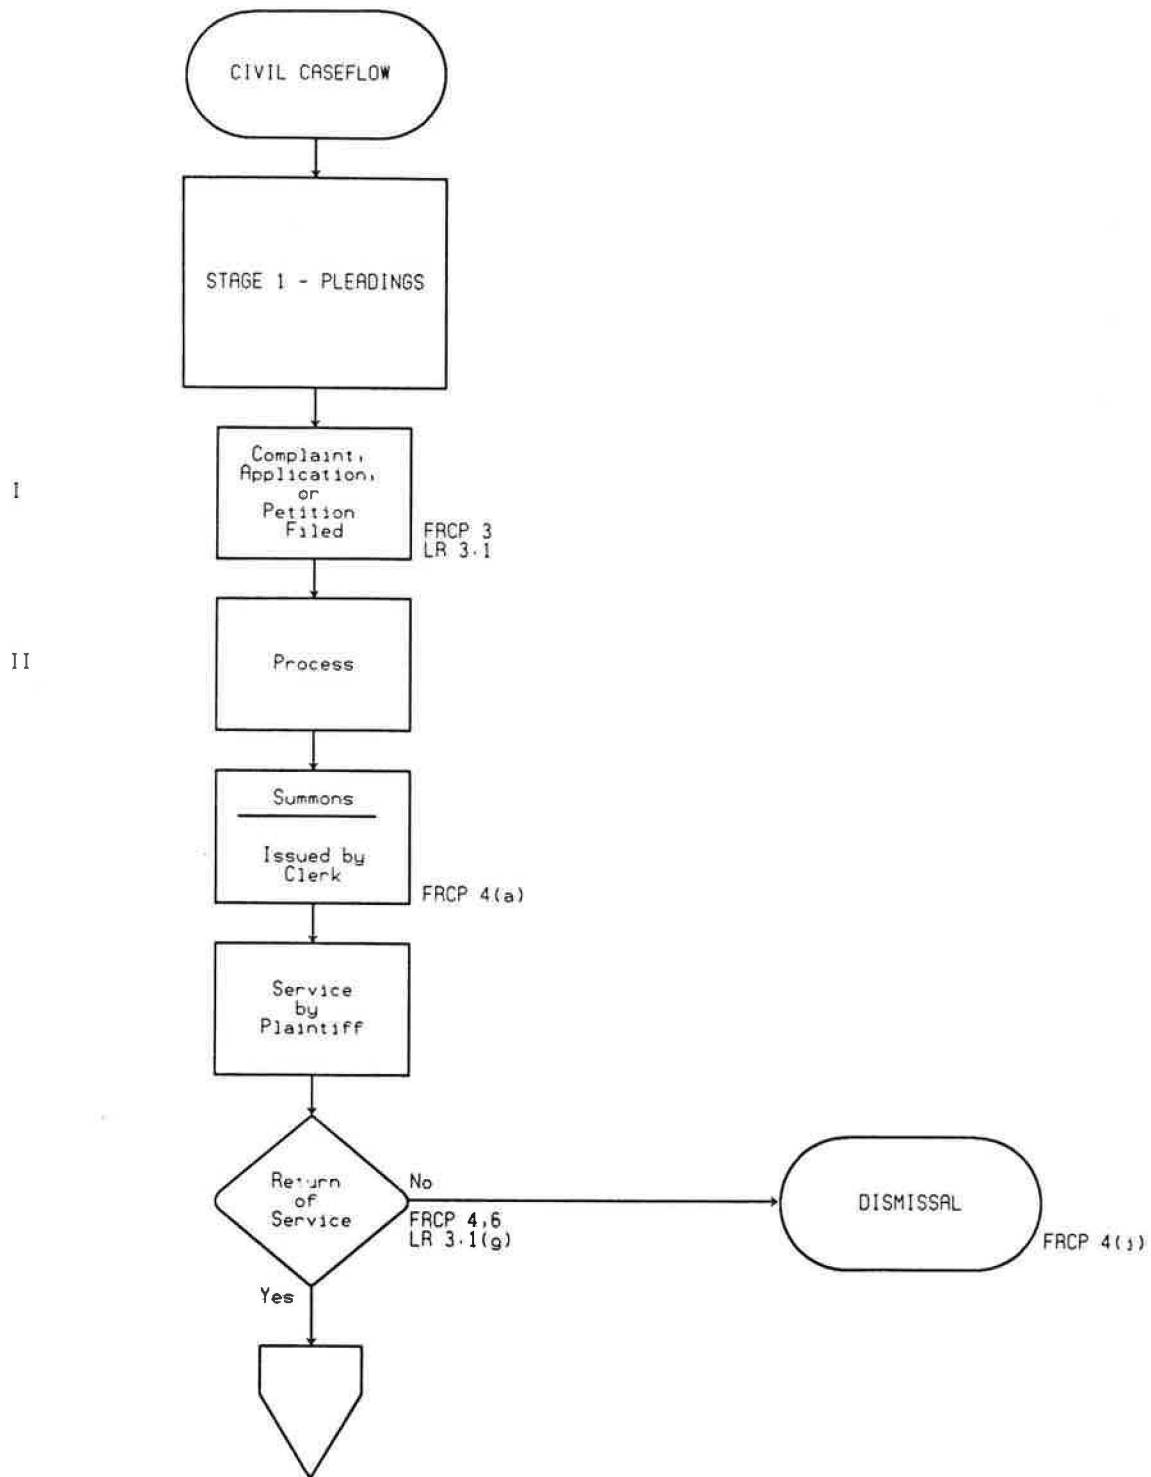 CIVIL CASEFLOW
STAGE 1 - PLEADINGS
I
Complaint,
Application,
or
Petition
Filed
FRCP 3
LR 3.1
II
Process
Summons
Issued by
Clerk
FRCP 4(a)
Service
by
Plaintiff
Return
of
Service
No
FRCP 4,6
LR 3.1(g)
DISMISSAL
FRCP 4(j)
Yes